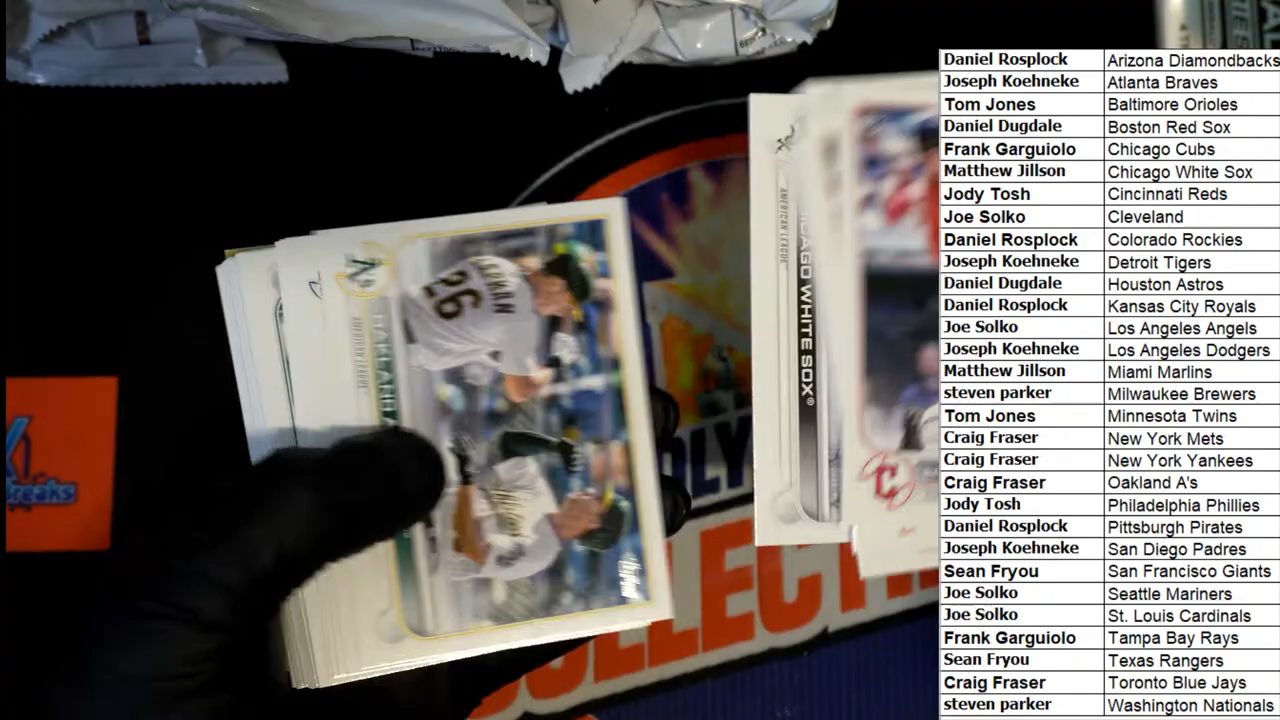 Daniel Rosplock Arizona Diamondbacks
Joseph Koehneke Atlanta Braves
Tom Jones Baltimore Orioles
Daniel Dugdale Boston Red Sox
Frank Garguiolo Chicago Cubs
Matthew Jillson Chicago White Sox
Jody Tosh Cincinnati Reds
Joe Solko Cleveland
Daniel Rosplock Colorado Rockies
Joseph Koehneke Detroit Tigers
Daniel Dugdale Houston Astros
Daniel Rosplock Kansas City Royals
Joe Solko Los Angeles Angels
Joseph Koehneke Los Angeles Dodgers
Matthew Jillson Miami Marlins
steven parker Milwaukee Brewers
Tom Jones Minnesota Twins
Craig Fraser New York Mets
Craig Fraser New York Yankees
Craig Fraser Oakland A's
Jody Tosh Philadelphia Phillies
Daniel Rosplock Pittsburgh Pirates
Joseph Koehneke San Diego Padres
Sean Fryou San Francisco Giants
Joe Solko Seattle Mariners
Joe Solko St. Louis Cardinals
Frank Garguiolo Tampa Bay Rays
Sean Fryou Texas Rangers
Craig Fraser Toronto Blue Jays
steven parker Washington Nationals
26
AMERICAN LEAGUE
WHITE SOX®
AMERICAN LEAGUE
Breaks